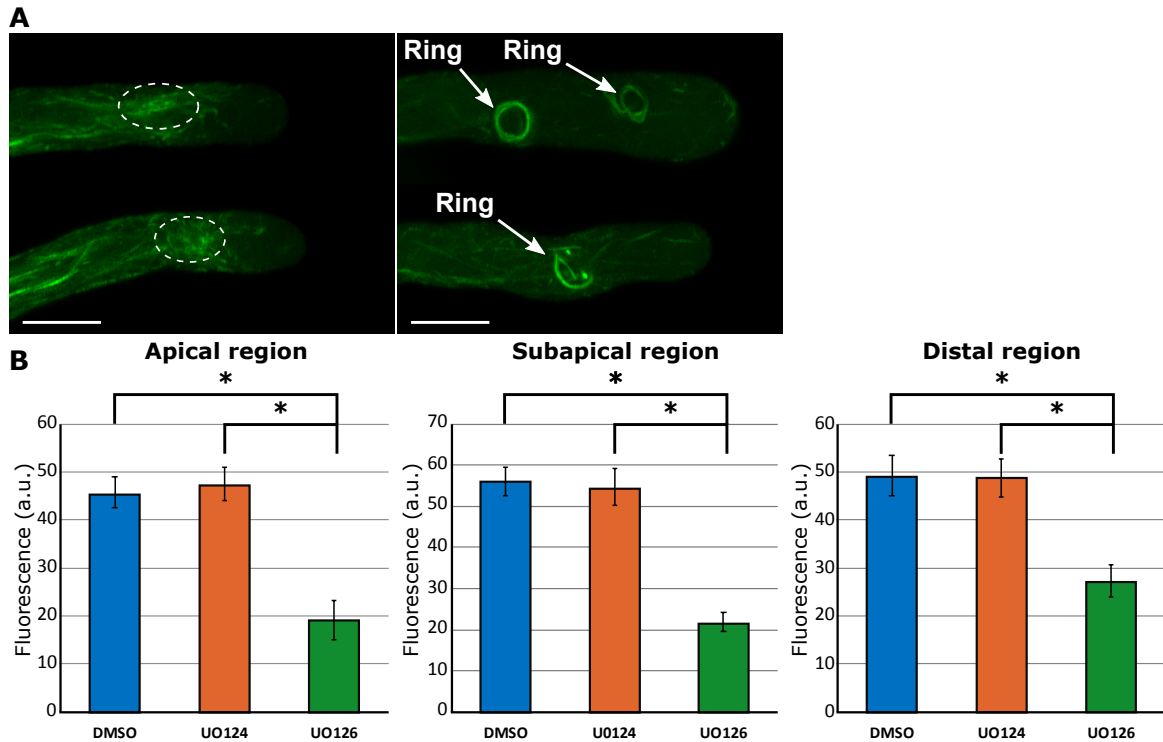 A
Ring
Ring
Ring
B
Apical region
*
*
Fluorescence (a.u.)
60
50
40
30
20
10
0
DMSO UO124 UO126
Subapical region
*
*
Fluorescence (a.u.)
70
60
50
40
30
20
10
0
DMSO U0124 UO126
Distal region
*
*
Fluorescence (a.u.)
60
50
40
30
20
10
0
DMSO UO124 UO126